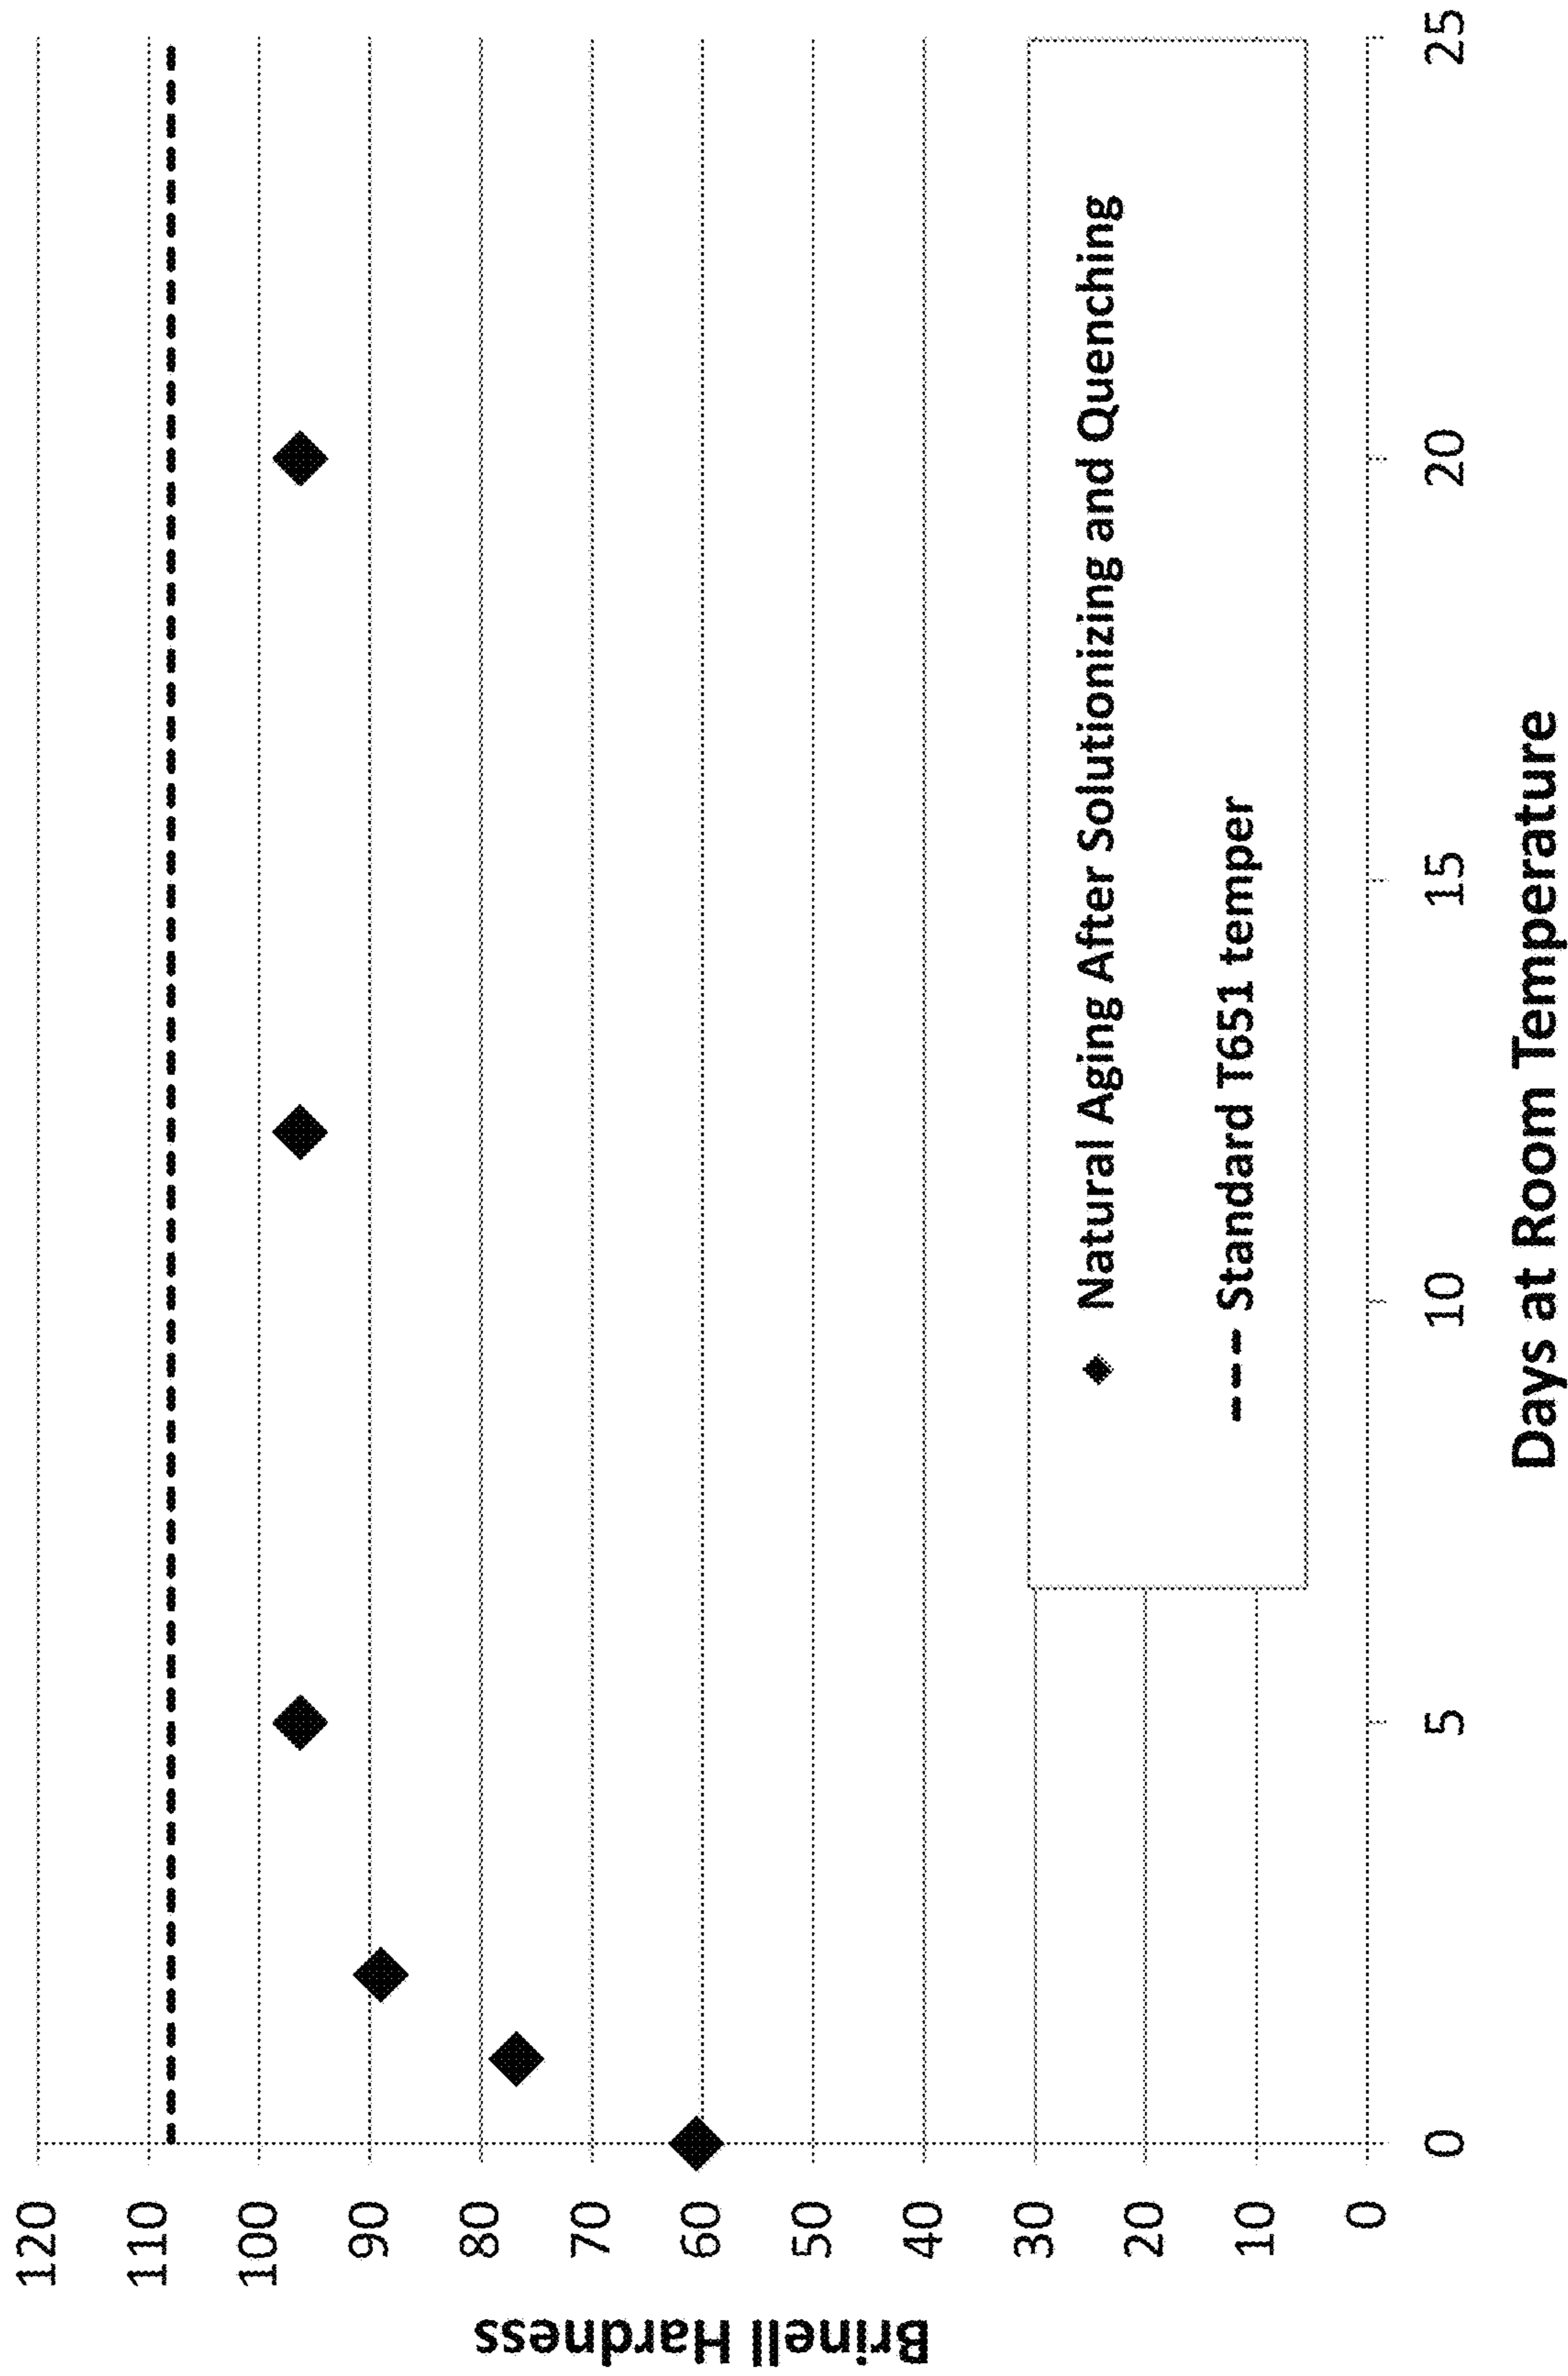 Brinell Hardness
120
110
100
90
80
70
60
50
40
30
20
10
0
Natural Aging After Solutionizing and Quenching
Standard T651 temper
0 5 10 15 20 25
Days at Room Temperature